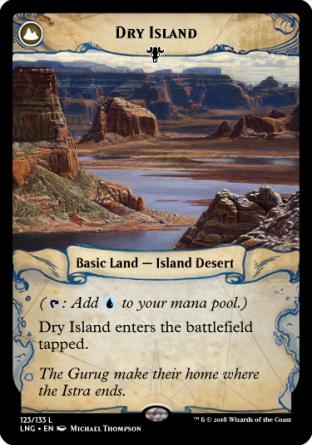 Dry Island
Basic Land — Island Desert
( : Add to your mana pool.)
Dry Island enters the battlefield
tapped.
The Gurug make their home where
the Istra ends.
123/133 L
LNG • EN Michael Thompson
™ & © 2018 Wizards of the Coast